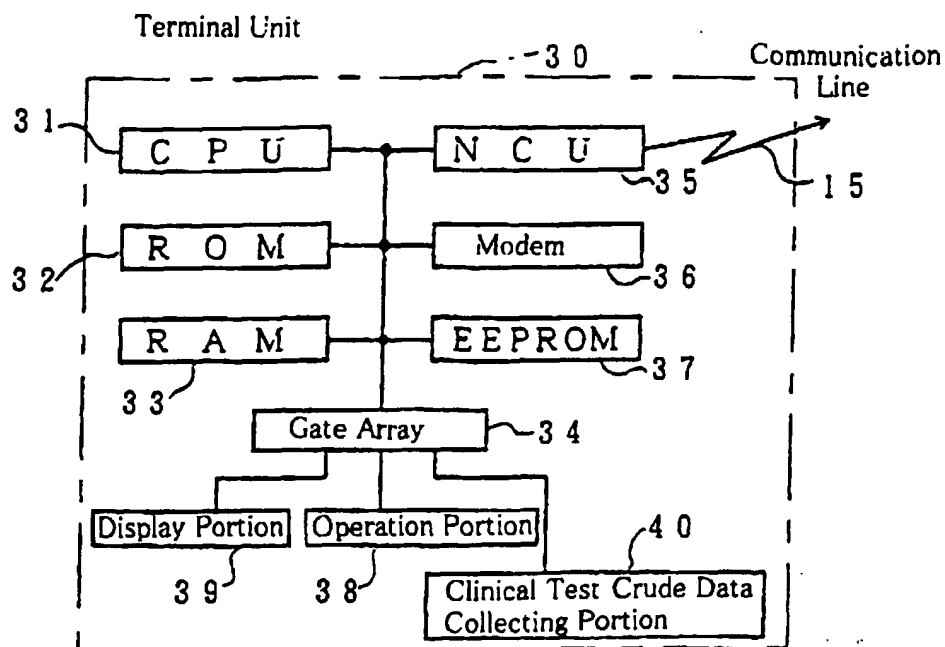 Terminal Unit
30
Communication
Line
31
CPU
NCU
35
15
32
ROM
Modem
36
RAM
33
EEPROM
37
Gate Array
34
Display Portion
39
Operation Portion
38
40
Clinical Test Crude Data
Collecting Portion